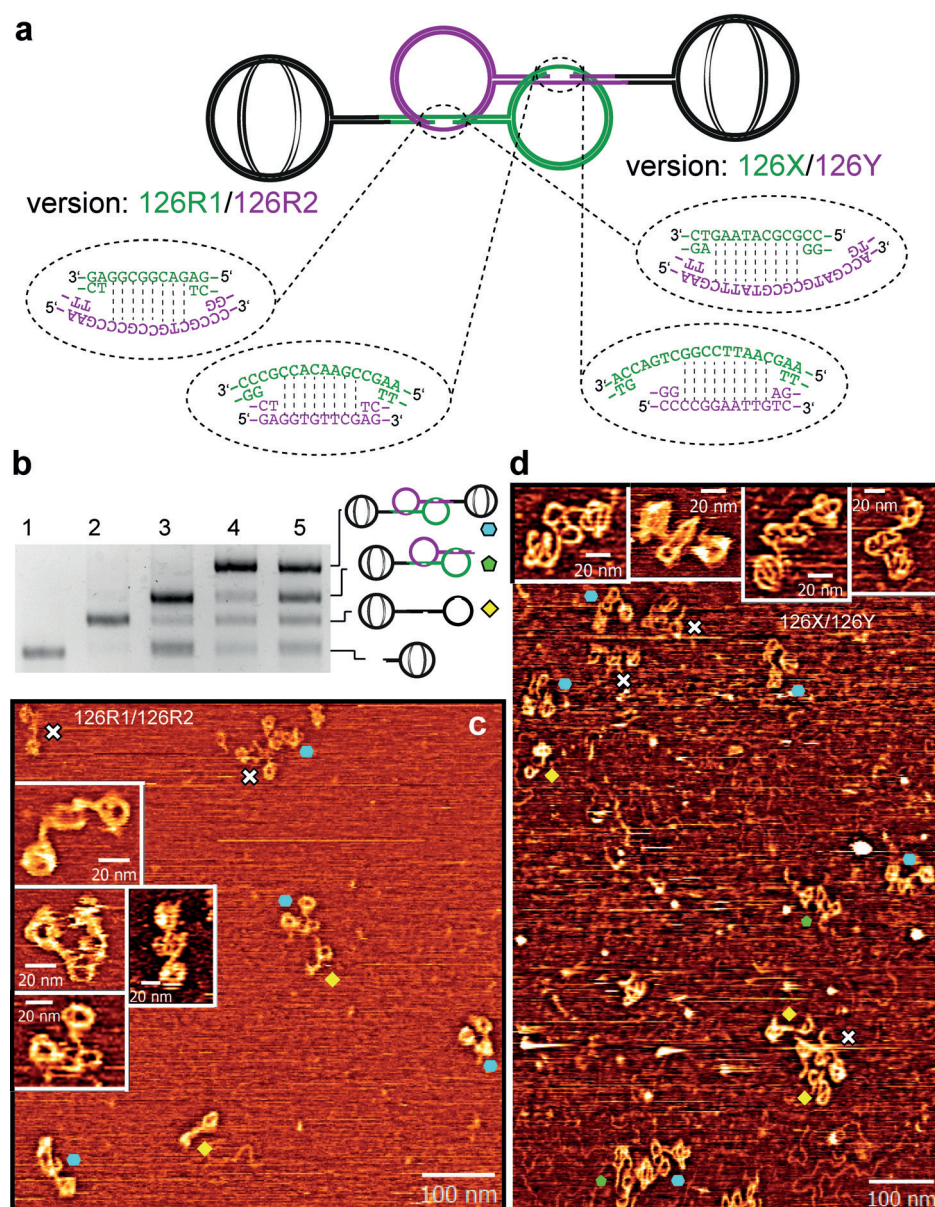 a
version: 126R1/126R2
version: 126X/126Y
3‘ -GAGGCGGCAGAG- 5‘
-CT TC-
TT GG
5‘ -AAGCCCGCCGTCGCCC- 3‘
3‘ -CTGAATACGCGCC- 5‘
-GA GG-
TT TG
5‘ -AAGCTTATGCGCGTAGCCA- 3‘
-CCCGCCACAAGCCGAA- 5‘
3‘ GG TT
-CT TC-
5‘ -GAGGTGTTCGAG- 3‘
-ACCAGTCGGCCTTAACGAA- 5‘
3‘ -TG TT
-GG AG-
5‘ -CCCCGGAATTGTC- 3‘
b
1 2 3 4 5
126R1/126R2
c
20 nm
20 nm
20 nm
20 nm
100 nm
d
20 nm
20 nm
20 nm
20 nm
126X/126Y
100 nm